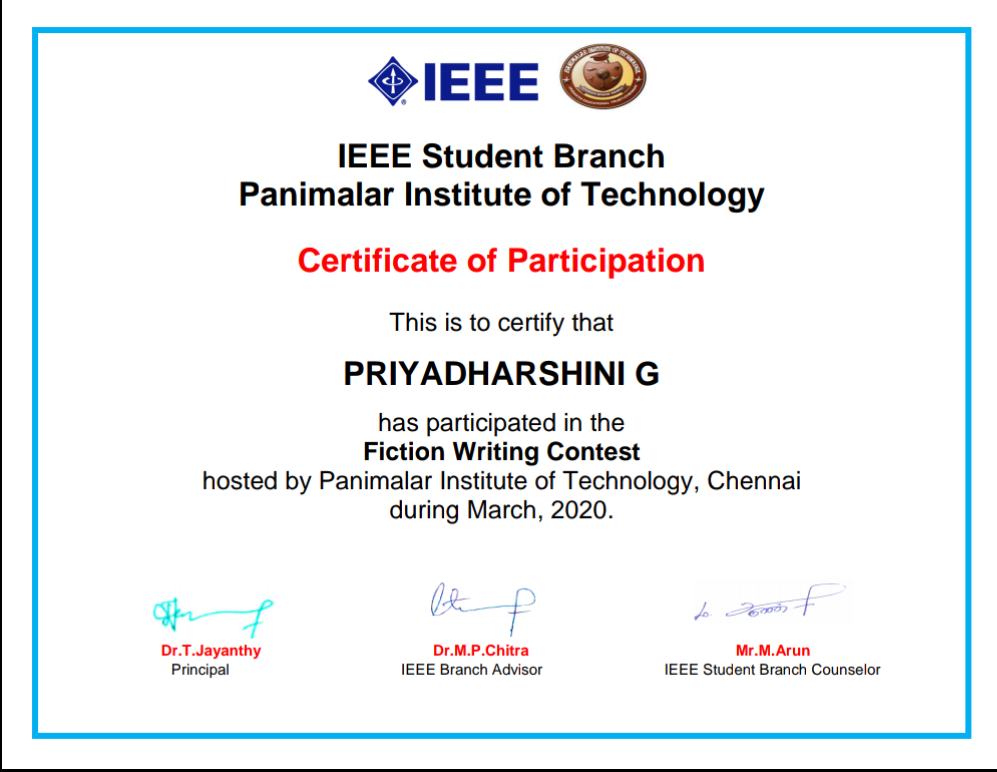 IEEE
IEEE Student Branch
Panimalar Institute of Technology
Certificate of Participation
This is to certify that
PRIYADHARSHINI G
has participated in the
Fiction Writing Contest
hosted by Panimalar Institute of Technology, Chennai
during March, 2020.
Dr.T.Jayanthy
Principal
Dr.M.P.Chitra
IEEE Branch Advisor
Mr.M.Arun
IEEE Student Branch Counselor